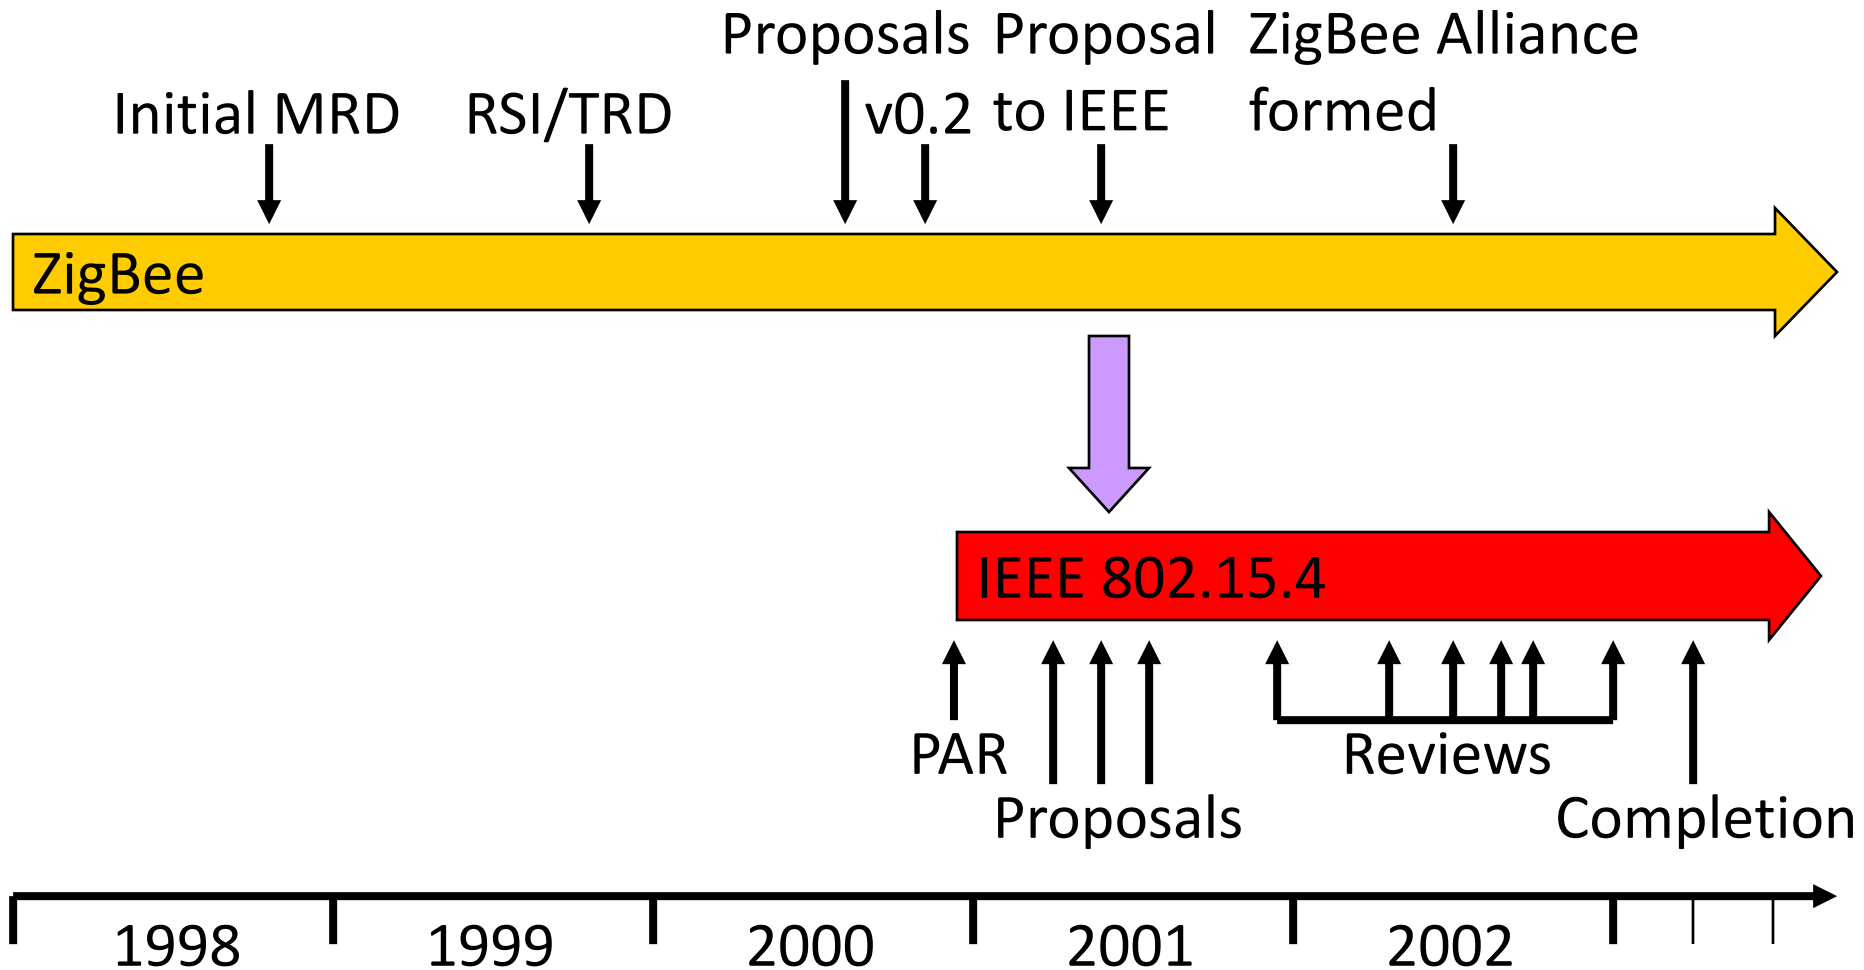 Proposals
Proposal
to IEEE
ZigBee Alliance
formed
Initial MRD
RSI/TRD
v0.2
ZigBee
IEEE 802.15.4
PAR
Reviews
Proposals
Completion
1998
1999
2000
2001
2002